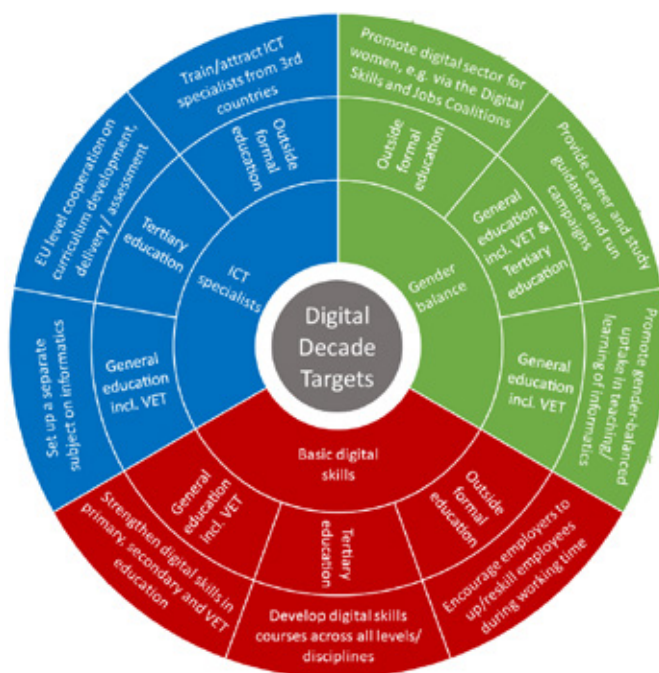 Digital
Decade
Targets
ICT
specialists
Outside
formal
education
Train/attract ICT
specialists from 3rd
countries
Tertiary
education
EU level cooperation on
curriculum development,
delivery / assessment
General
education
incl. VET
Set up a separate
subject on informatics
Gender
balance
Outside
formal
education
Promote digital sector for
women, e.g. via the Digital
Skills and Jobs Coalitions
General
education
incl. VET &
Tertiary
education
Provide career and study
guidance and run
campaigns
General
education
incl. VET
Promote gender-balanced
uptake in teaching/
learning of informatics
Basic digital
skills
General
education
incl. VET
Strengthen digital skills in
primary, secondary and VET
education
Tertiary
education
Develop digital skills
courses across all levels/
disciplines
Outside
formal
education
Encourage employers to
up/reskill employees
during working time